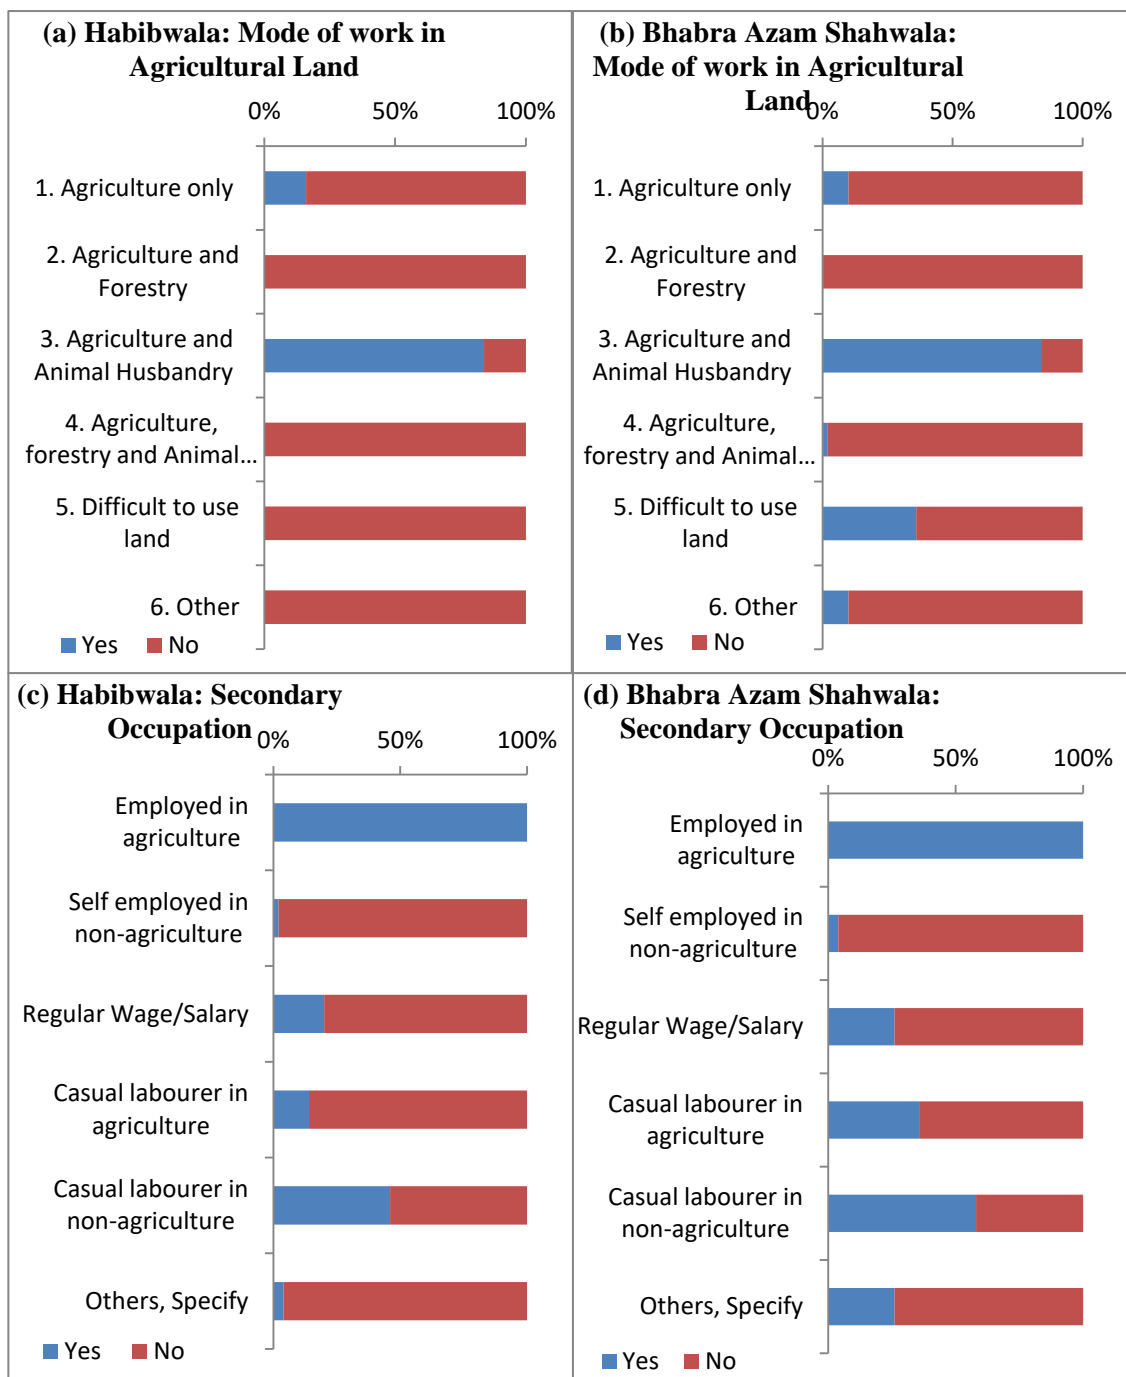 (a) Habibwala: Mode of work in
Agricultural Land
0% 50% 100%
1. Agriculture only
2. Agriculture and
Forestry
3. Agriculture and
Animal Husbandry
4. Agriculture,
forestry and Animal...
5. Difficult to use
land
6. Other
Yes No
(b) Bhabra Azam Shahwala:
Mode of work in Agricultural
Land
0% 50% 100%
1. Agriculture only
2. Agriculture and
Forestry
3. Agriculture and
Animal Husbandry
4. Agriculture,
forestry and Animal...
5. Difficult to use
land
6. Other
Yes No
(c) Habibwala: Secondary
Occupation
0% 50% 100%
Employed in
agriculture
Self employed in
non-agriculture
Regular Wage/Salary
Casual labourer in
agriculture
Casual labourer in
non-agriculture
Others, Specify
Yes No
(d) Bhabra Azam Shahwala:
Secondary Occupation
0% 50% 100%
Employed in
agriculture
Self employed in
non-agriculture
Regular Wage/Salary
Casual labourer in
agriculture
Casual labourer in
non-agriculture
Others, Specify
Yes No